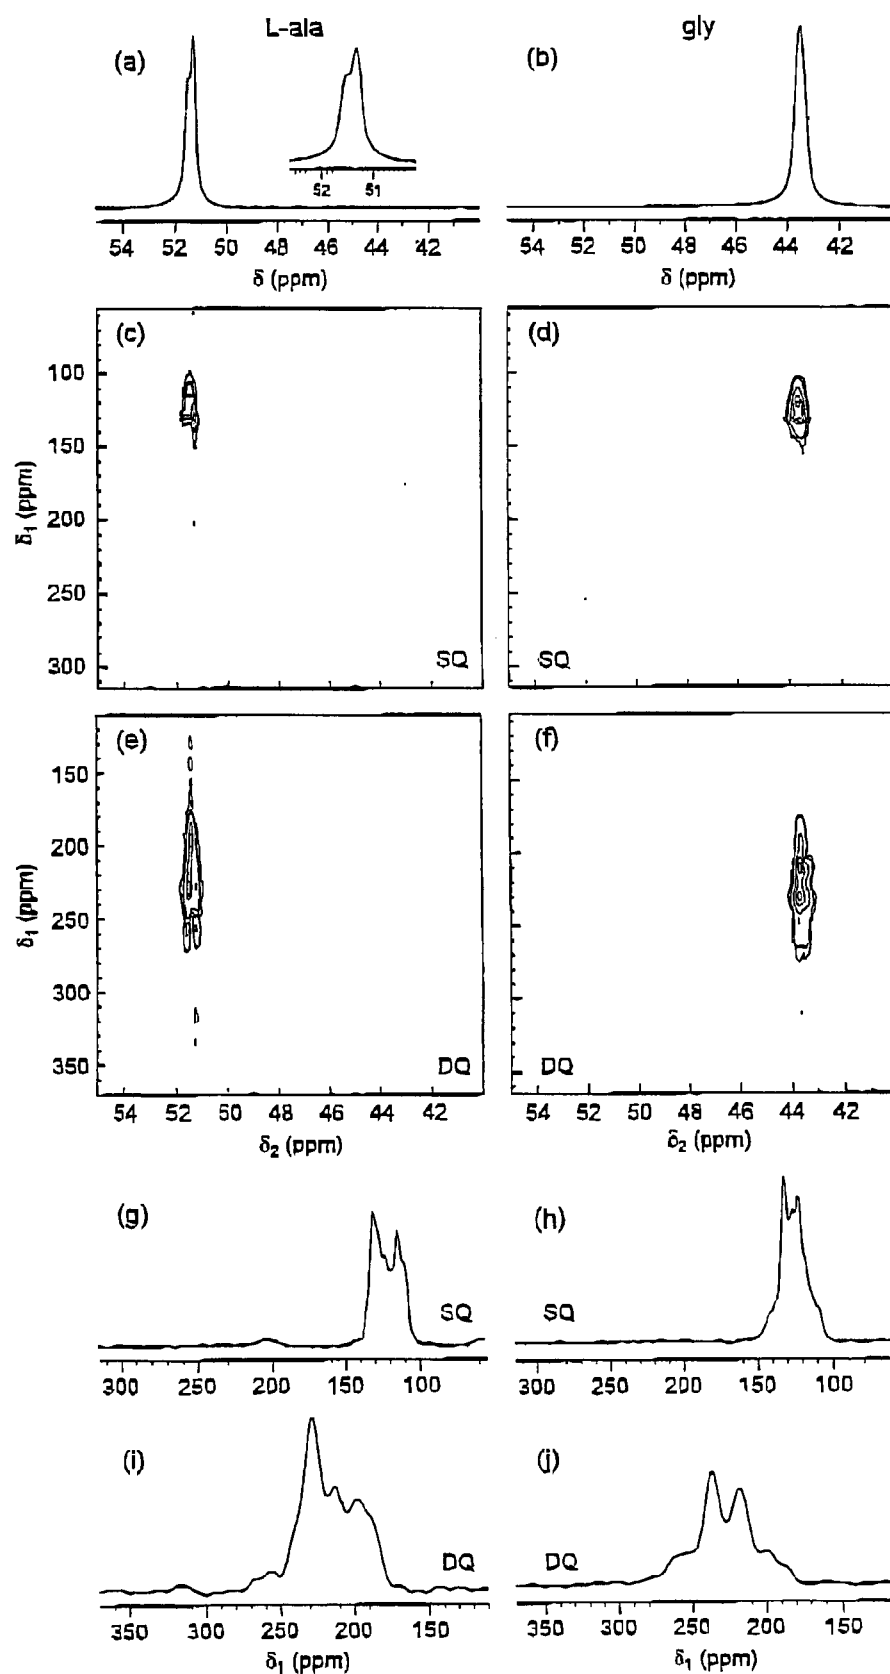 L-ala
gly
(a)
(b)
52 51
54 52 50 48 46 44 42
54 52 50 48 46 44 42
δ (ppm)
δ (ppm)
(c)
(d)
100
150
200
250
300
δ1 (ppm)
SQ
SQ
(e)
(f)
150
200
250
300
350
δ1 (ppm)
DQ
DQ
54 52 50 48 46 44 42
54 52 50 48 46 44 42
δ2 (ppm)
δ2 (ppm)
(g)
(h)
SQ
SQ
300 250 200 150 100
300 250 200 150 100
(i)
(j)
DQ
DQ
350 300 250 200 150
350 300 250 200 150
δ1 (ppm)
δ1 (ppm)